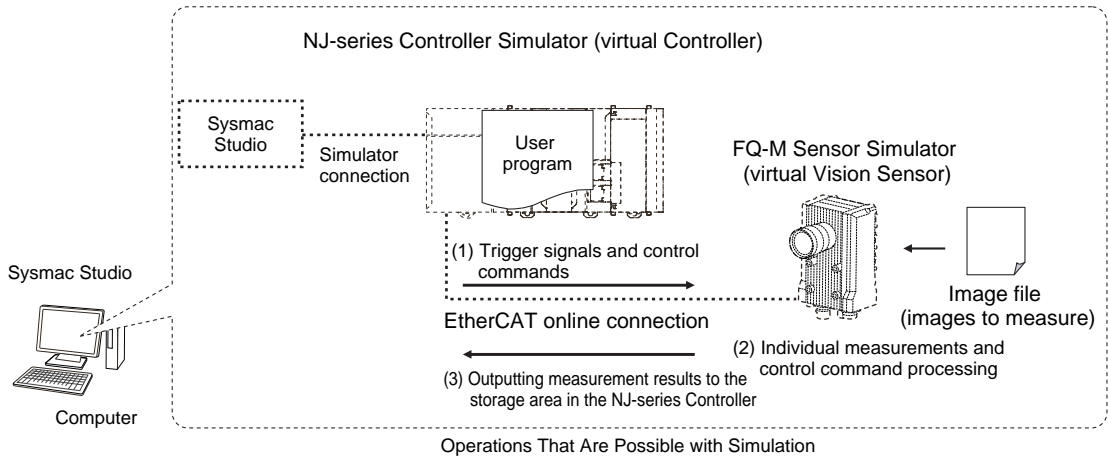 NJ-series Controller Simulator (virtual Controller)
Sysmac
Studio
Simulator
connection
User
program
FQ-M Sensor Simulator
(virtual Vision Sensor)
(1) Trigger signals and control
commands
EtherCAT online connection
Image file
(images to measure)
(2) Individual measurements and
control command processing
(3) Outputting measurement results to the
storage area in the NJ-series Controller
Sysmac Studio
Computer
Operations That Are Possible with Simulation